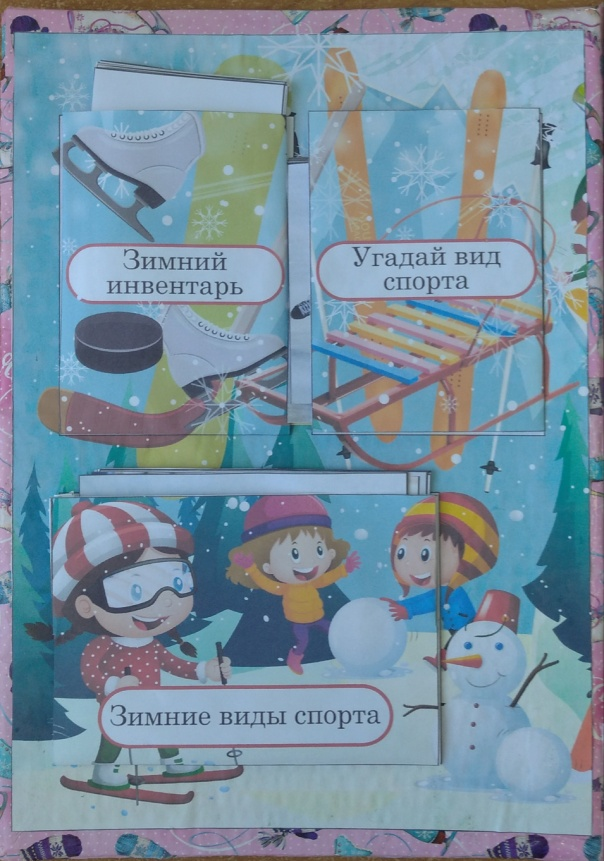 Зимний
инвентарь
Угадай вид
спорта
Зимние виды спорта